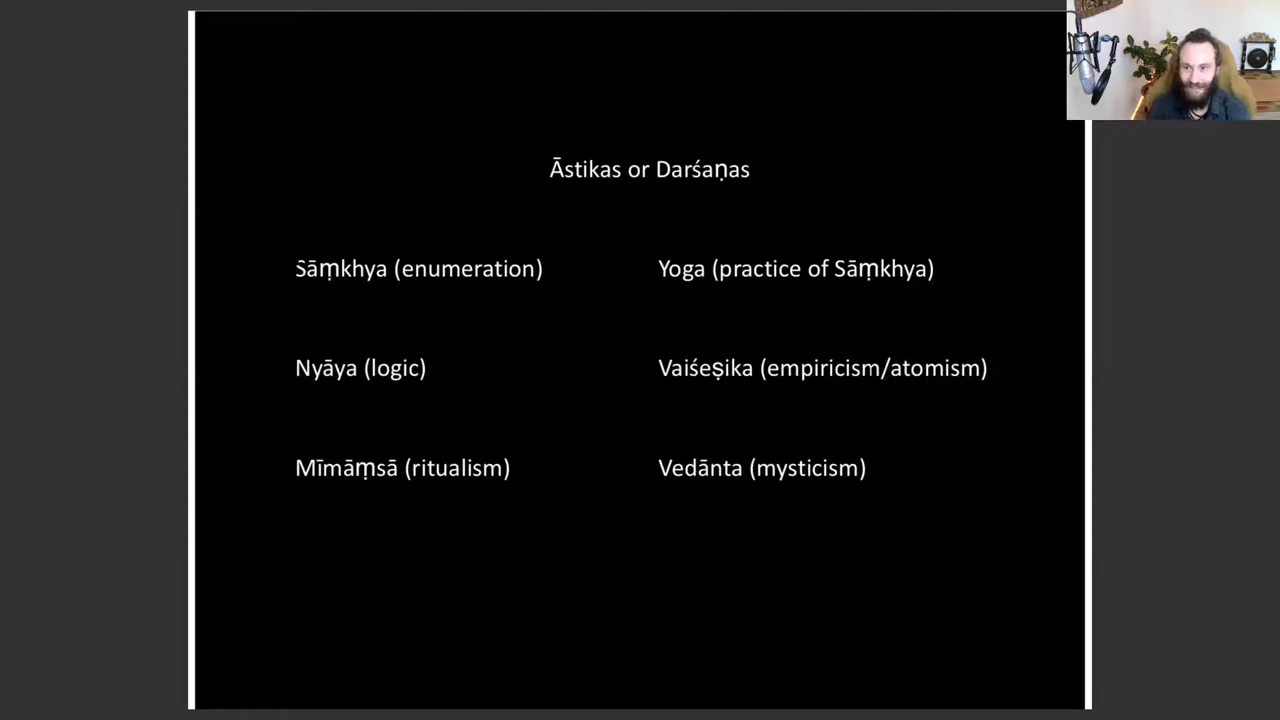 Āstikas or Darśaṇas
Sāṃkhya (enumeration) Yoga (practice of Sāṃkhya)
Nyāya (logic) Vaiśeṣika (empiricism/atomism)
Mīmāṃsā (ritualism) Vedānta (mysticism)